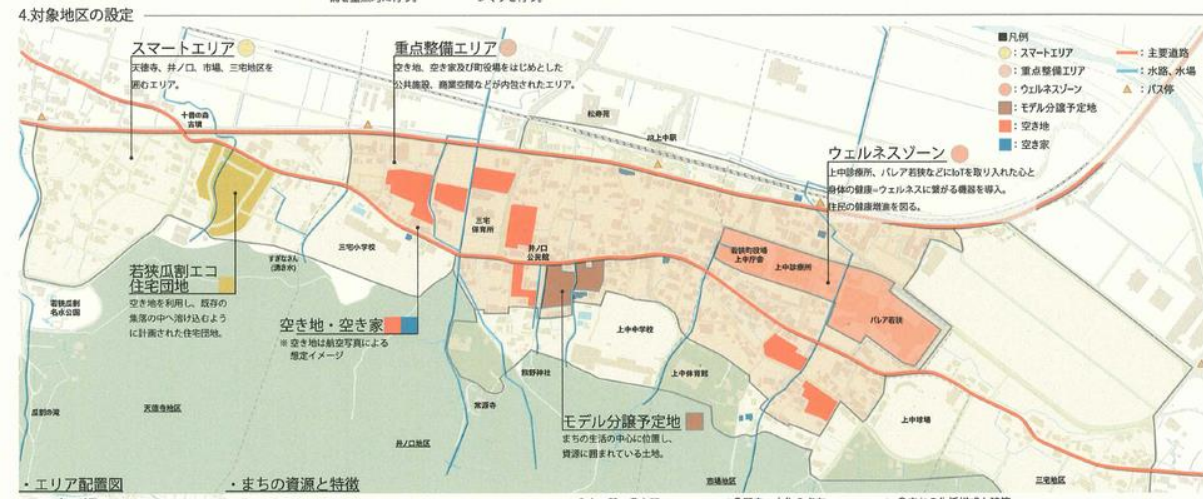 4.対象地区の設定
スマートエリア
天徳寺、井ノ口、市場、三宅地区を
囲むエリア。
重点整備エリア
空き地、空き家及び町役場をはじめとした
公共施設、商業空間などが内包されたエリア。
■凡例
：スマートエリア
：重点整備エリア
：ウェルネスゾーン
：モデル分譲予定地
：空き地
：空き家
：主要道路
：水路、水場
：バス停
十善の森
古墳
松寿苑
JR上中駅
ウェルネスゾーン
上中診療所、パレア若狭などにIoTを取り入れた心と
身体の健康=ウェルネスに繋がる機器を導入。
住民の健康増進を図る。
三宅小学校
三宅
保育所
井ノ口
公民館
若狭町役場
上中庁舎
上中診療所
パレア若狭
すぎなさん
(湧き水)
若狭瓜割エコ
住宅団地
空き地を利用し、既存の
集落の中へ溶け込むよう
に計画された住宅団地。
若狭瓜割
名水公園
空き地・空き家
※ 空き地は航空写真による
想定イメージ
上中中学校
熊野神社
上中体育館
常源寺
モデル分譲予定地
まちの生活の中心に位置し、
資源に囲まれている土地。
上中球場
瓜割の滝
天徳寺地区
井ノ口地区
市場地区
三宅地区
・エリア配置図
・まちの資源と特徴